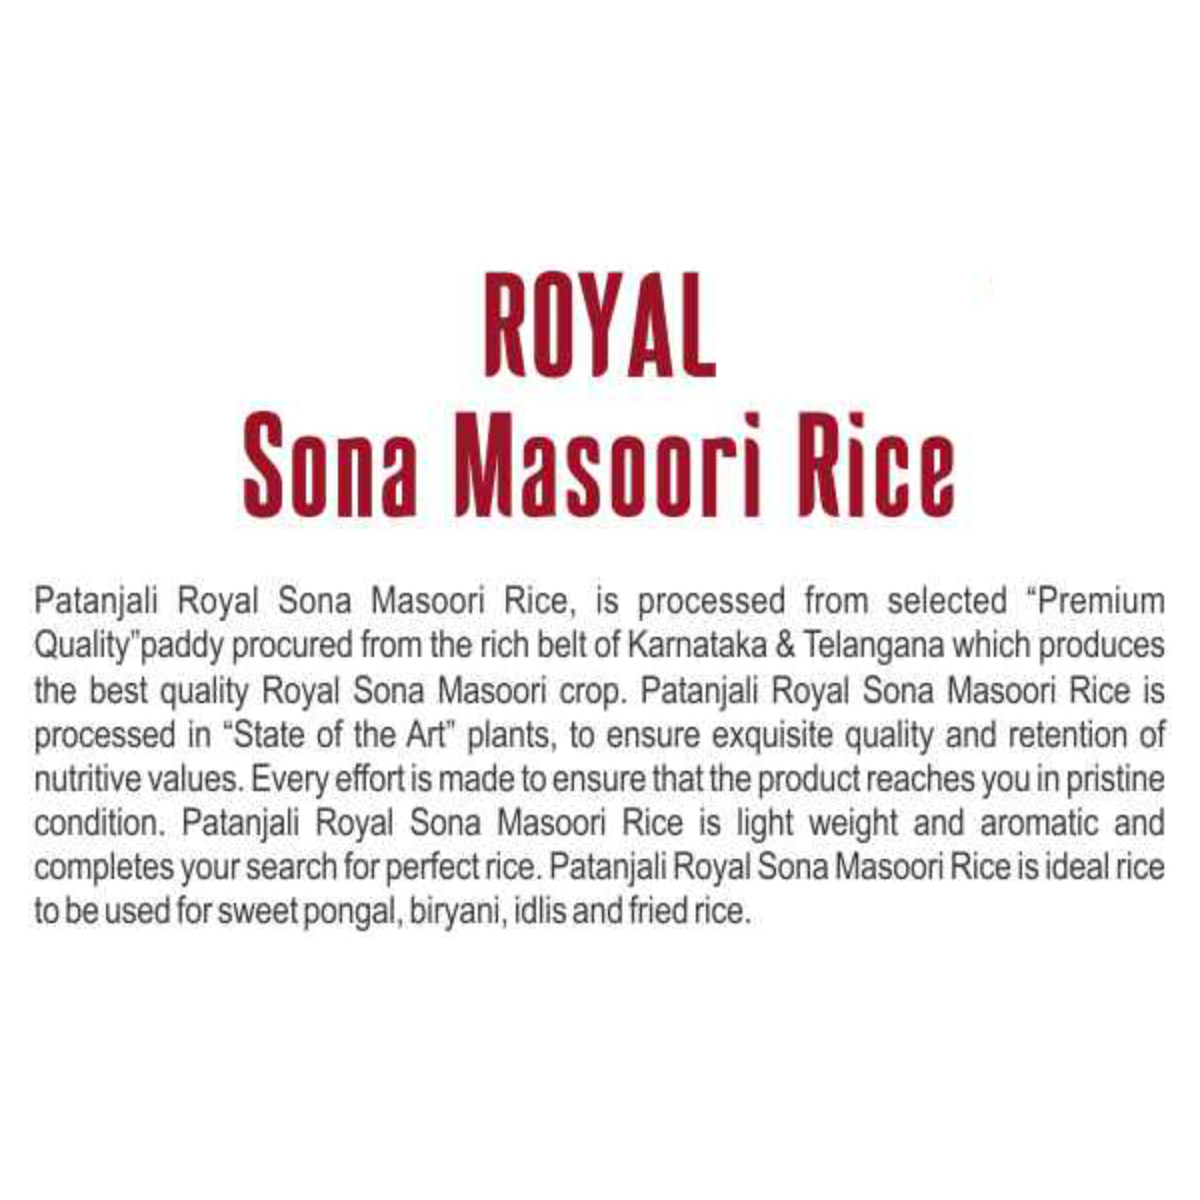 ROYAL
Sona Masoori Rice
Patanjali Royal Sona Masoori Rice, is processed from selected “Premium
Quality”paddy procured from the rich belt of Karnataka & Telangana which produces
the best quality Royal Sona Masoori crop. Patanjali Royal Sona Masoori Rice is
processed in “State of the Art” plants, to ensure exquisite quality and retention of
nutritive values. Every effort is made to ensure that the product reaches you in pristine
condition. Patanjali Royal Sona Masoori Rice is light weight and aromatic and
completes your search for perfect rice. Patanjali Royal Sona Masoori Rice is ideal rice
to be used for sweet pongal, biryani, idlis and fried rice.